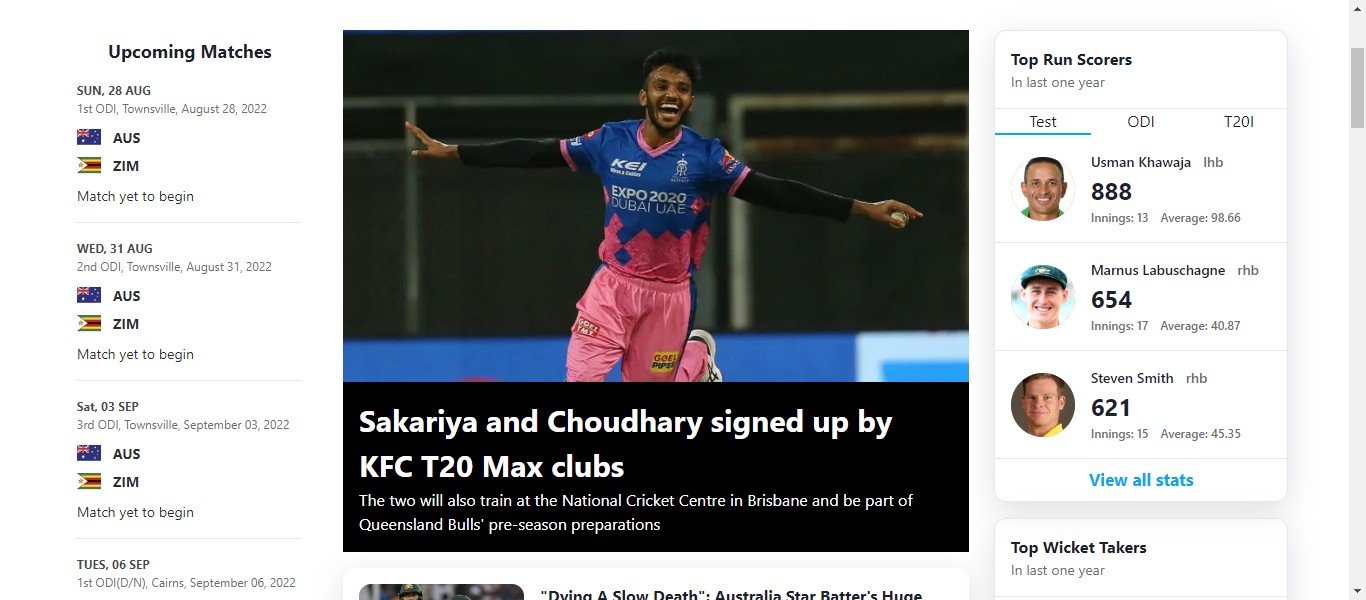 Upcoming Matches
SUN, 28 AUG
1st ODI, Townsville, August 28, 2022
AUS
ZIM
Match yet to begin
WED, 31 AUG
2nd ODI, Townsville, August 31, 2022
AUS
ZIM
Match yet to begin
Sat, 03 SEP
3rd ODI, Townsville, September 03, 2022
AUS
ZIM
Match yet to begin
TUES, 06 SEP
1st ODI(D/N), Cairns, September 06, 2022
KEI
Wires & Cables
EXPO 2020
DUBAI UAE
GOEL
TMT
GOEL
PIPES
Sakariya and Choudhary signed up by
KFC T20 Max clubs
The two will also train at the National Cricket Centre in Brisbane and be part of
Queensland Bulls' pre-season preparations
"Dying A Slow Death": Australia Star Batter's Huge
Top Run Scorers
In last one year
Test ODI T20I
Usman Khawaja lhb
888
Innings: 13 Average: 98.66
Marnus Labuschagne rhb
654
Innings: 17 Average: 40.87
Steven Smith rhb
621
Innings: 15 Average: 45.35
View all stats
Top Wicket Takers
In last one year